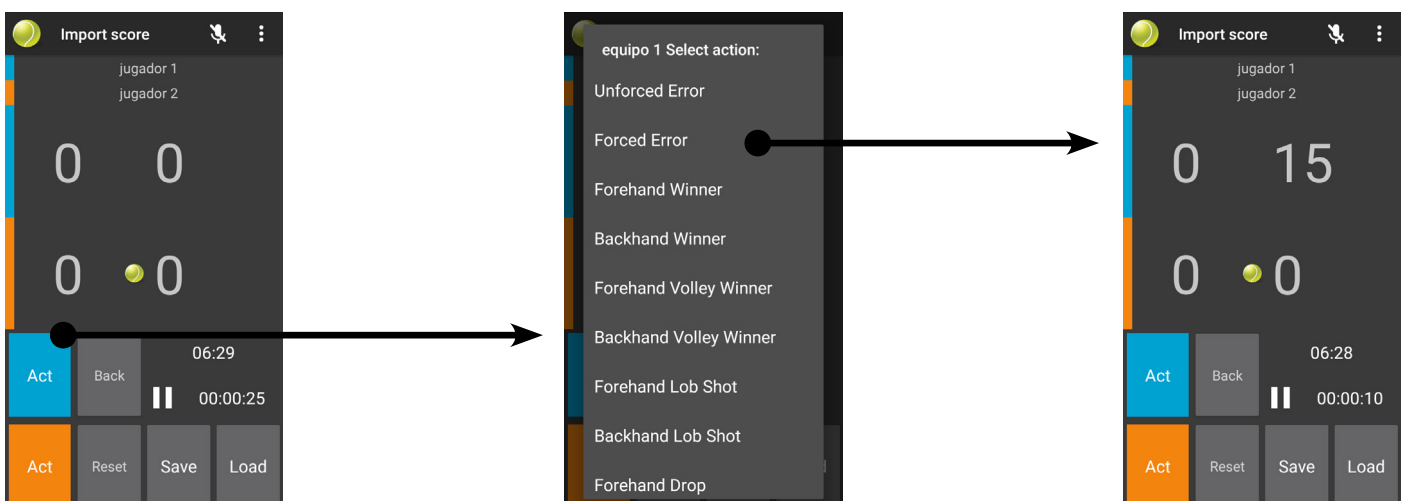 Import score
jugador 1
jugador 2
0 0
0 0
Act Back 06:29
00:00:25
Act Reset Save Load
equipo 1 Select action:
Unforced Error
Forced Error
Forehand Winner
Backhand Winner
Forehand Volley Winner
Backhand Volley Winner
Forehand Lob Shot
Backhand Lob Shot
Forehand Drop
Import score
jugador 1
jugador 2
0 15
0 0
Act Back 06:28
00:00:10
Act Reset Save Load